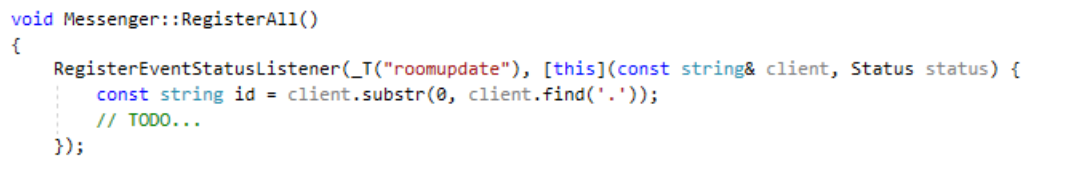 void Messenger::RegisterAll()
{
    RegisterEventStatusListener(_T("roomupdate"), [this](const string& client, Status status) {
        const string id = client.substr(0, client.find('.'));
        // TODO...
    });